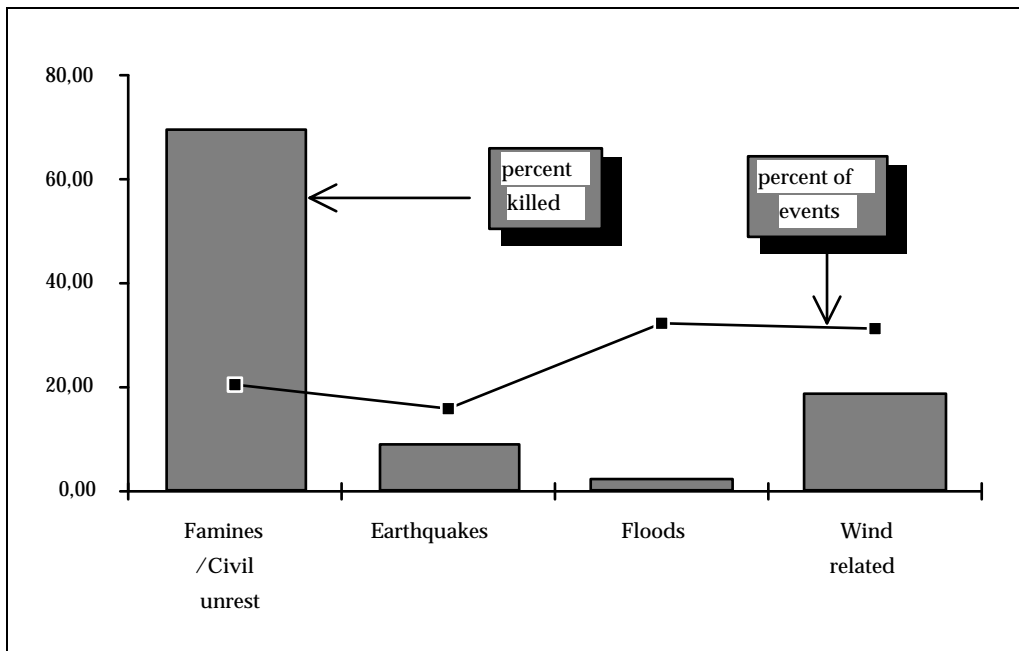 80,00
60,00
40,00
20,00
0,00
percent
killed
percent of
events
Famines
/Civil
unrest
Earthquakes
Floods
Wind
related